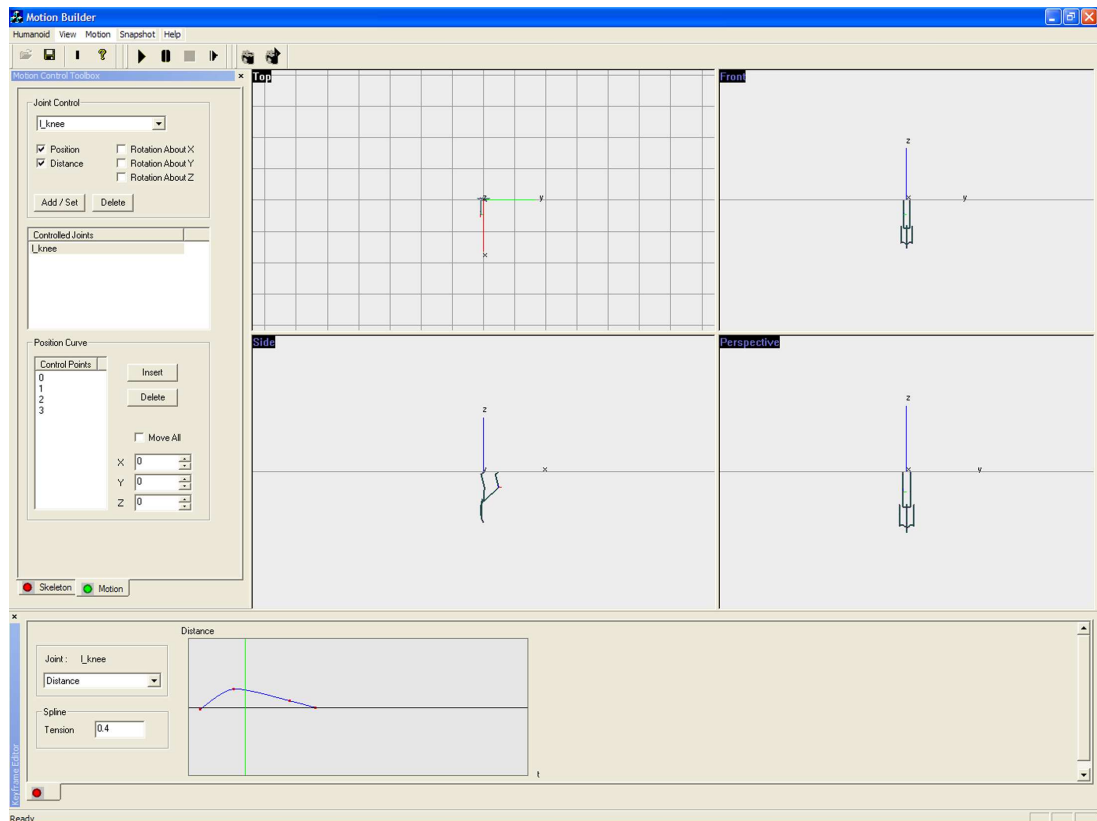 Motion Builder
Humanoid View Motion Snapshot Help
Motion Control Toolbox
Joint Control
l_knee
Position
Rotation About X
Distance
Rotation About Y
Rotation About Z
Add / Set
Delete
Controlled Joints
l_knee
Position Curve
Control Points
0
1
2
3
Insert
Delete
Move All
X 0
Y 0
Z 0
Skeleton
Motion
Top
z
y
x
Front
z
x
y
Side
z
y
x
Perspective
z
x
y
Keyframe Editor
Joint : l_knee
Distance
Spline
Tension 0.4
Distance
t
Ready